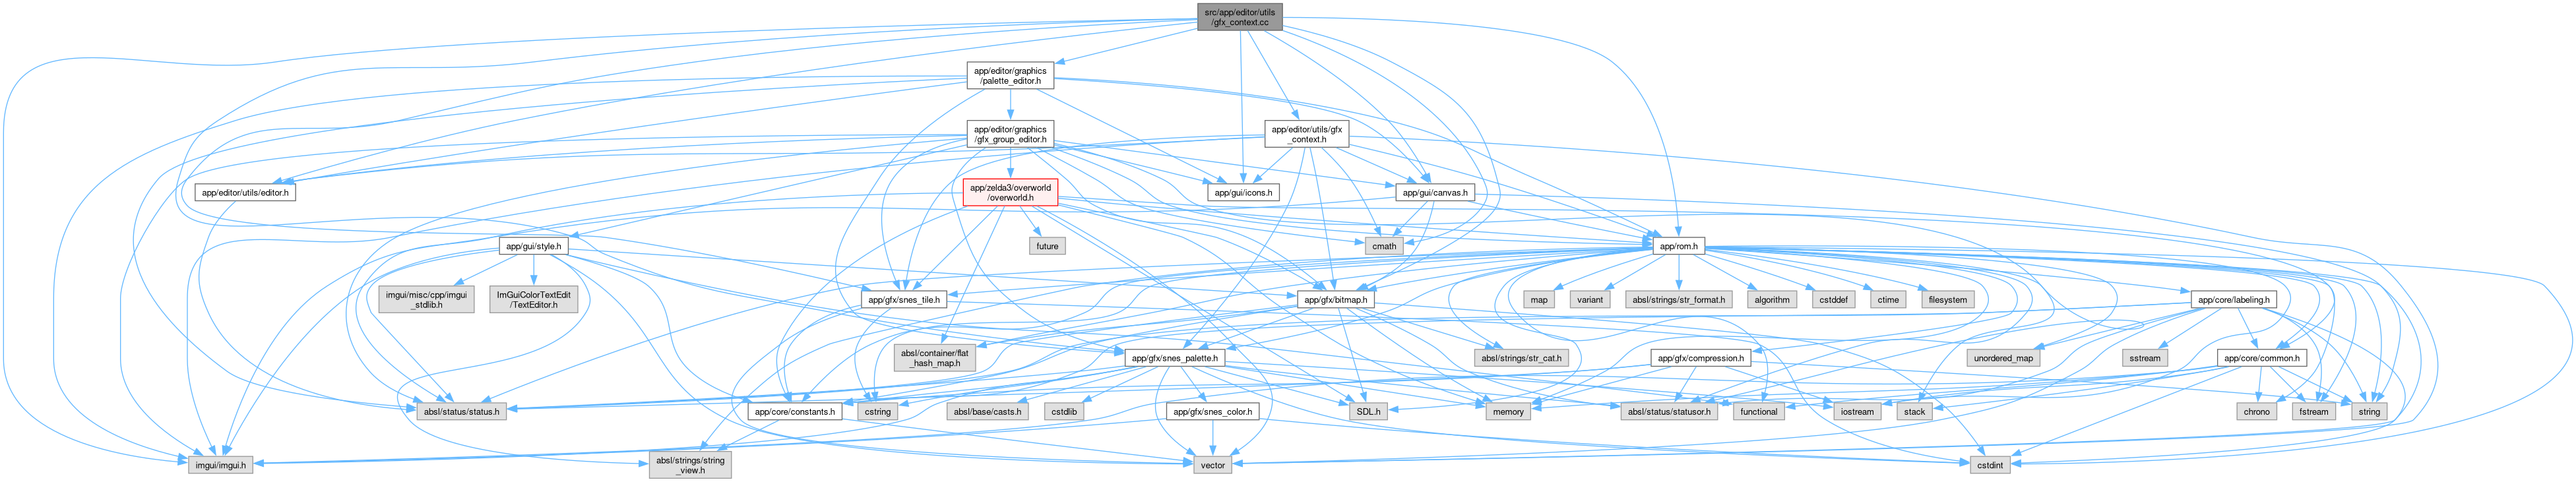 src/app/editor/utils
/gfx_context.cc
app/editor/graphics
/palette_editor.h
app/editor/graphics
/gfx_group_editor.h
app/editor/utils/gfx
_context.h
app/editor/utils/editor.h
app/zelda3/overworld
/overworld.h
app/gui/icons.h
app/gui/canvas.h
app/gui/style.h
future
cmath
app/rom.h
imgui/misc/cpp/imgui
_stdlib.h
ImGuiColorTextEdit
/TextEditor.h
app/gfx/snes_tile.h
app/gfx/bitmap.h
map
variant
absl/strings/str_format.h
algorithm
cstddef
ctime
filesystem
app/core/labeling.h
absl/container/flat
_hash_map.h
app/gfx/snes_palette.h
absl/strings/str_cat.h
app/gfx/compression.h
unordered_map
sstream
app/core/common.h
absl/status/status.h
app/core/constants.h
cstring
absl/base/casts.h
cstdlib
app/gfx/snes_color.h
SDL.h
memory
absl/status/statusor.h
functional
iostream
stack
chrono
fstream
string
imgui/imgui.h
absl/strings/string
_view.h
vector
cstdint